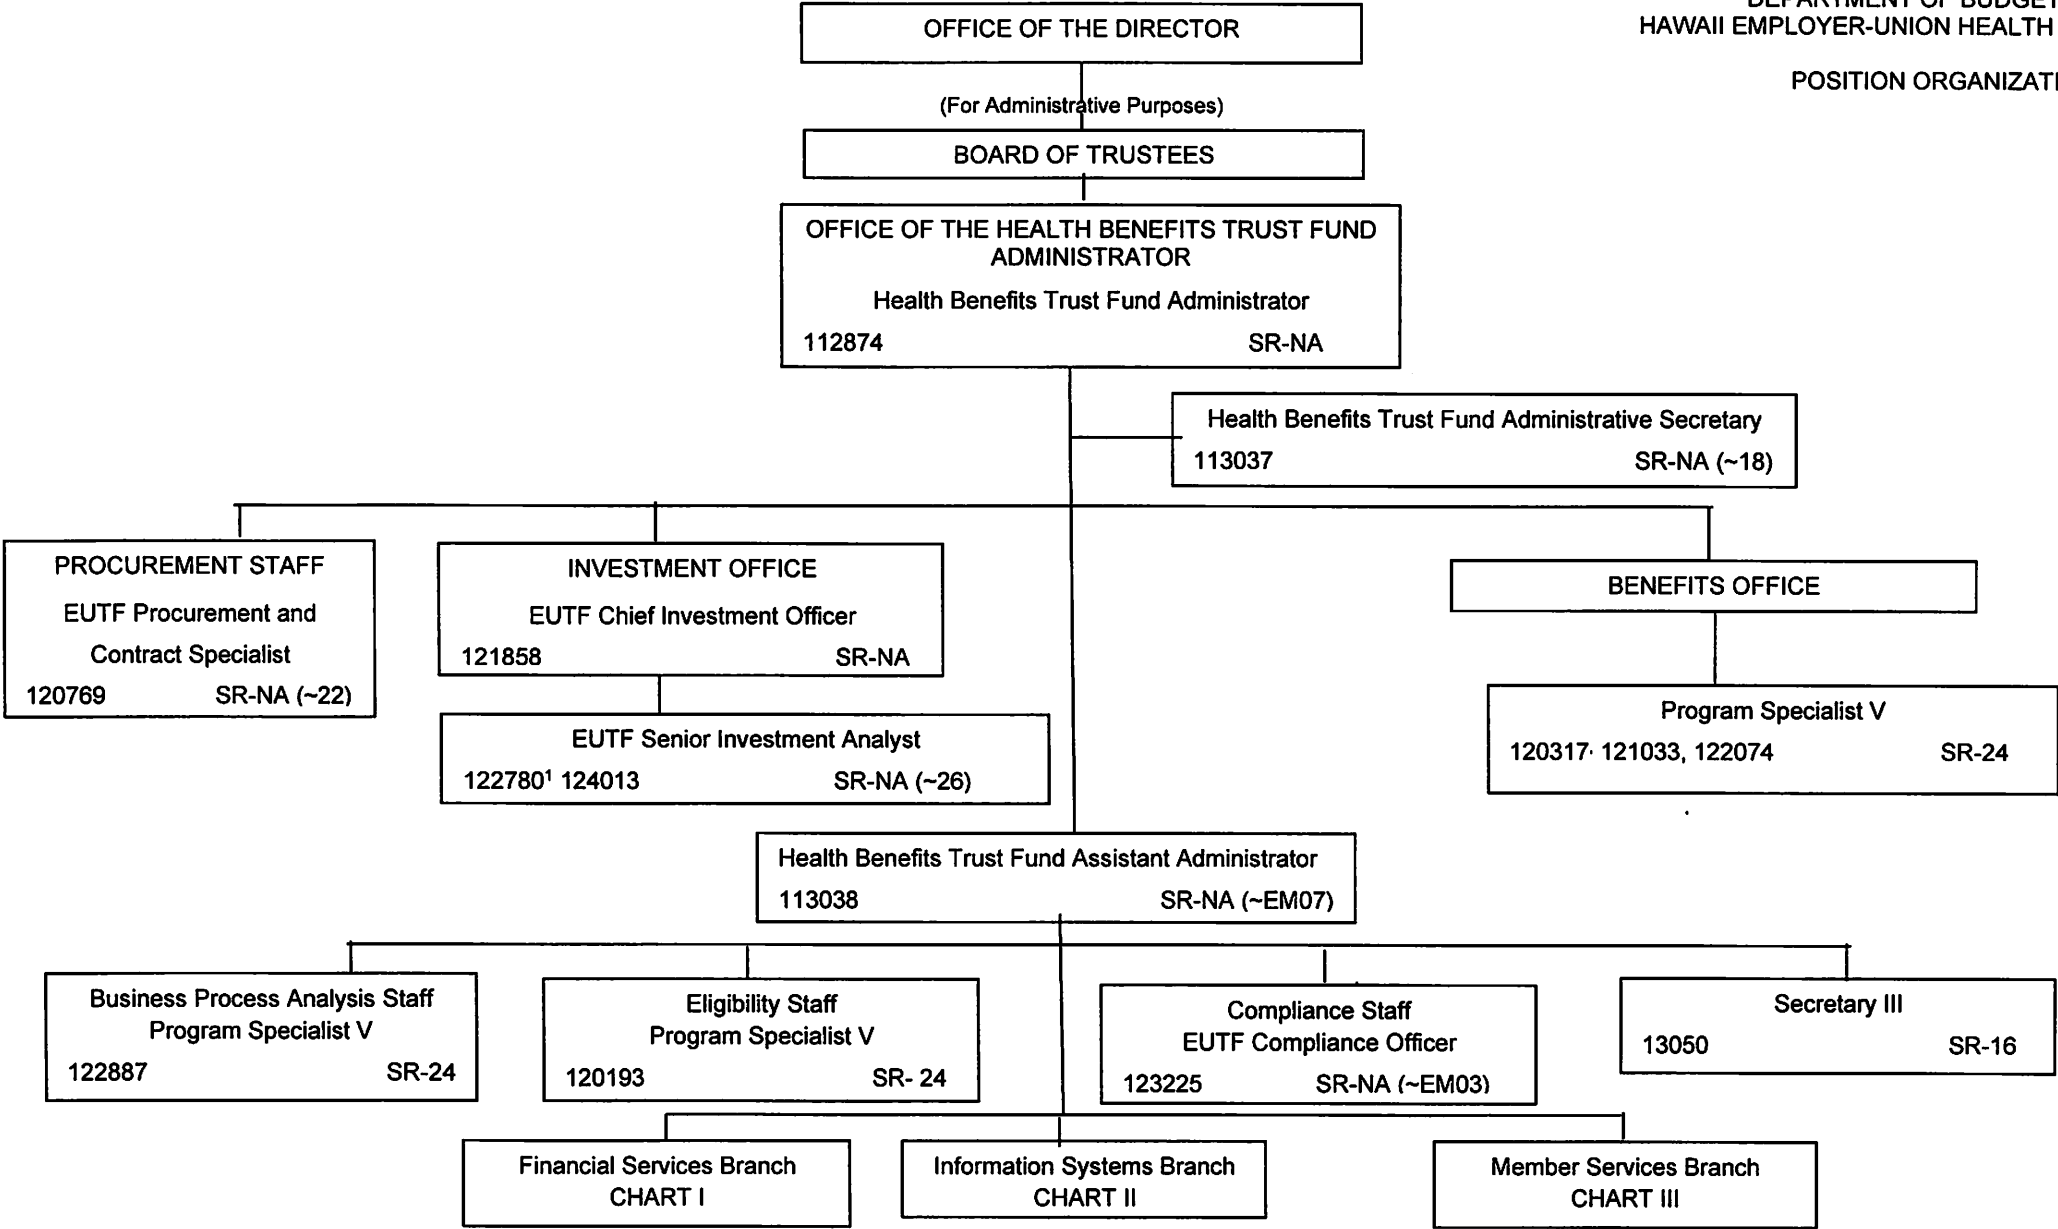 DEPARTMENT OF BUDGET
HAWAII EMPLOYER-UNION HEALTH
POSITION ORGANIZATI
OFFICE OF THE DIRECTOR
(For Administrative Purposes)
BOARD OF TRUSTEES
OFFICE OF THE HEALTH BENEFITS TRUST FUND
ADMINISTRATOR
Health Benefits Trust Fund Administrator
112874 SR-NA
Health Benefits Trust Fund Administrative Secretary
113037 SR-NA (~18)
PROCUREMENT STAFF
EUTF Procurement and
Contract Specialist
120769 SR-NA (~22)
INVESTMENT OFFICE
EUTF Chief Investment Officer
121858 SR-NA
EUTF Senior Investment Analyst
122780¹ 124013 SR-NA (~26)
BENEFITS OFFICE
Program Specialist V
120317, 121033, 122074 SR-24
Health Benefits Trust Fund Assistant Administrator
113038 SR-NA (~EM07)
Business Process Analysis Staff
Program Specialist V
122887 SR-24
Eligibility Staff
Program Specialist V
120193 SR- 24
Compliance Staff
EUTF Compliance Officer
123225 SR-NA (~EM03)
Secretary III
13050 SR-16
Financial Services Branch
CHART I
Information Systems Branch
CHART II
Member Services Branch
CHART III